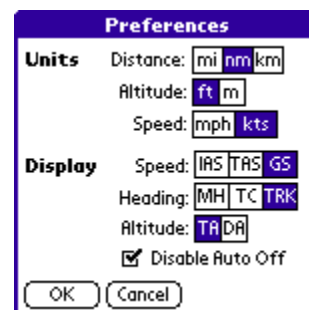 Preferences
Units Distance: mi nm km
Altitude: ft m
Speed: mph kts
Display Speed: IAS TAS GS
Heading: MH TC TRK
Altitude: TA DA
Disable Auto Off
OK Cancel